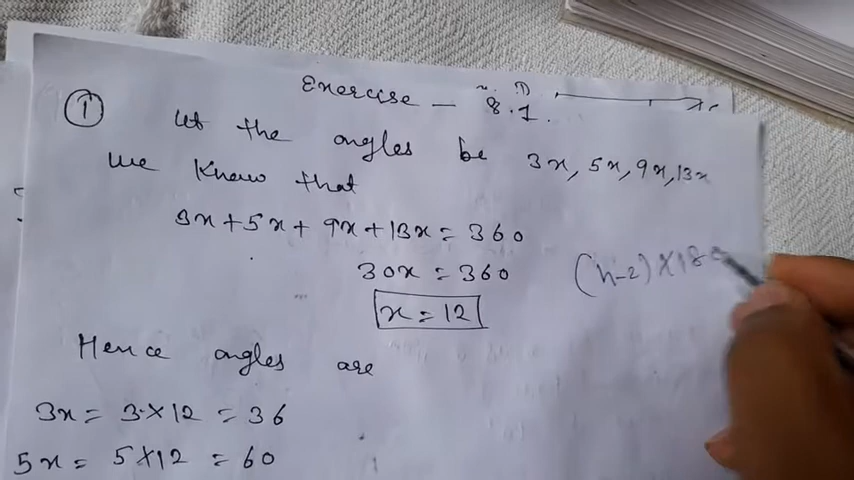 Exercise - 8.1
① Let the angles be 3x, 5x, 9x, 13x
We Know that
3x + 5x + 9x + 13x = 360
30x = 360
(n-2) × 180
x = 12
Hence angles are
3x = 3 × 12 = 36
5x = 5 × 12 = 60